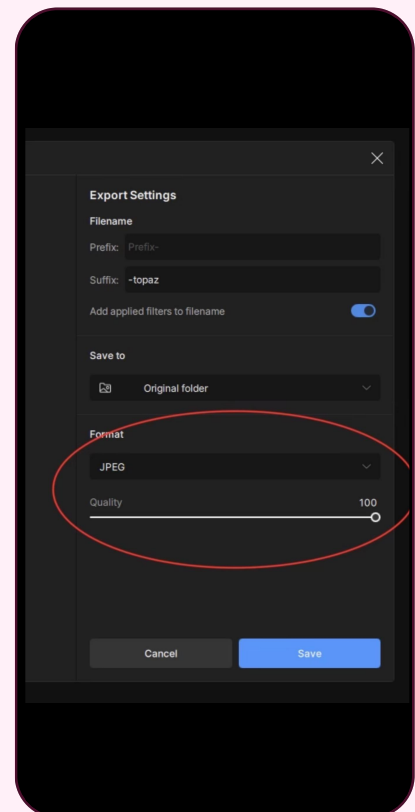 Export Settings
Filename
Prefix: Prefix-
Suffix: -topaz
Add applied filters to filename
Save to
Original folder
Format
JPEG
Quality 100
Cancel Save